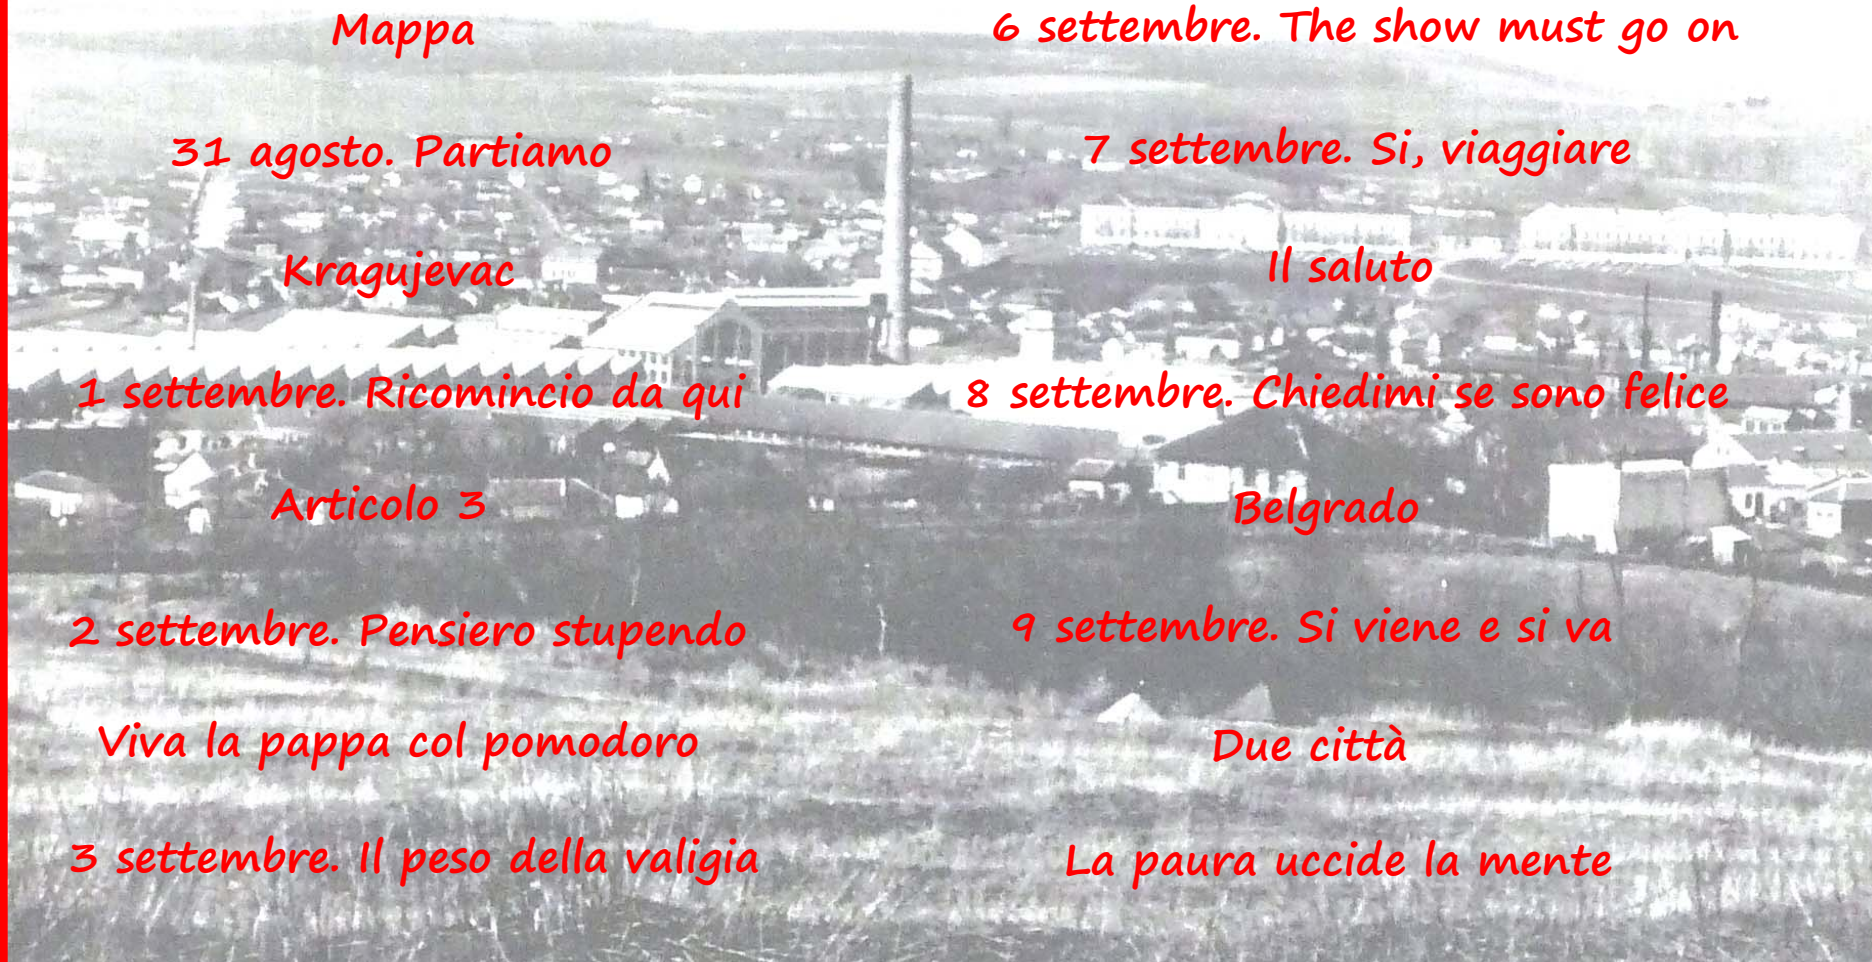 Mappa
31 agosto. Partiamo
Kragujevac
1 settembre. Ricomincio da qui
Articolo 3
2 settembre. Pensiero stupendo
Viva la pappa col pomodoro
3 settembre. Il peso della valigia
6 settembre. The show must go on
7 settembre. Si, viaggiare
Il saluto
8 settembre. Chiedimi se sono felice
Belgrado
9 settembre. Si viene e si va
Due città
La paura uccide la mente